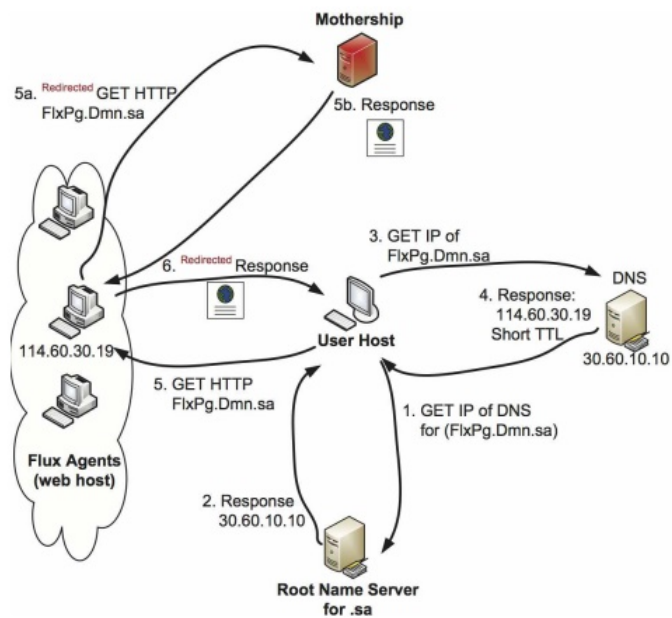 Mothership
5a. Redirected GET HTTP
FlxPg.Dmn.sa
5b. Response
3. GET IP of
FlxPg.Dmn.sa
6. Redirected Response
DNS
4. Response:
114.60.30.19
Short TTL
User Host
114.60.30.19
30.60.10.10
5. GET HTTP
FlxPg.Dmn.sa
1. GET IP of DNS
for (FlxPg.Dmn.sa)
Flux Agents
(web host)
2. Response
30.60.10.10
Root Name Server
for .sa